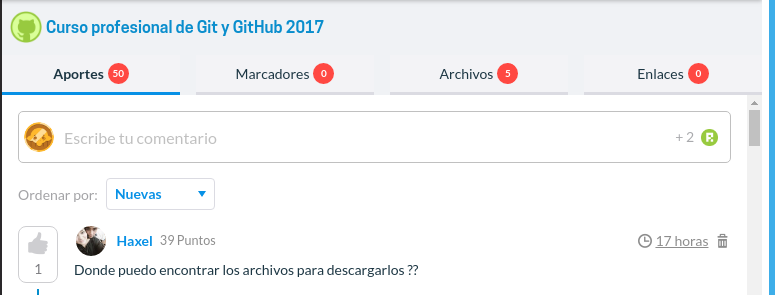 Curso profesional de Git y GitHub 2017
Aportes 50 Marcadores 0 Archivos 5 Enlaces 0
Escribe tu comentario + 2
Ordenar por: Nuevas
Haxel 39 Puntos 17 horas
1
Donde puedo encontrar los archivos para descargarlos ??